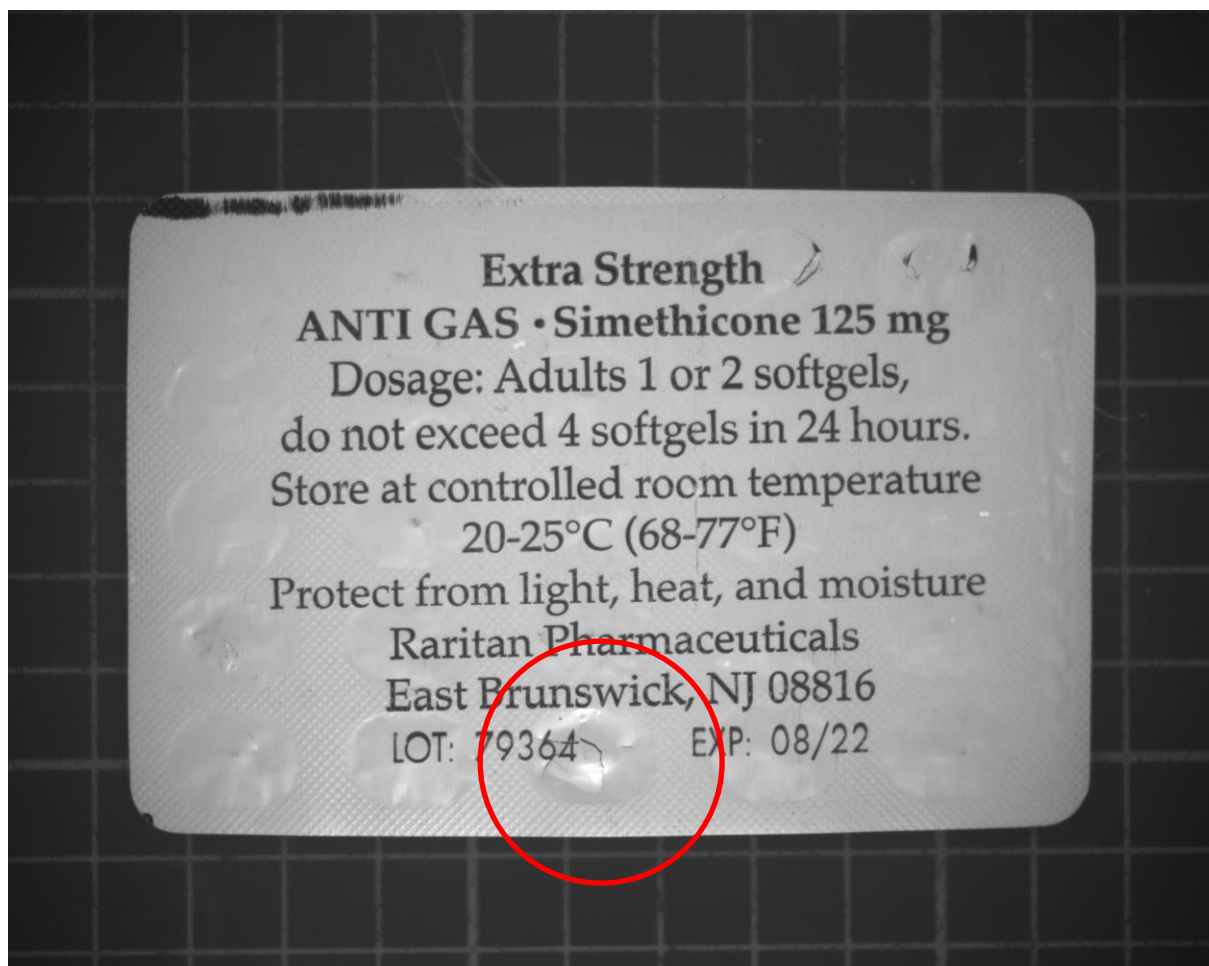 Extra Strength
ANTI GAS • Simethicone 125 mg
Dosage: Adults 1 or 2 softgels,
do not exceed 4 softgels in 24 hours.
Store at controlled room temperature
20-25°C (68-77°F)
Protect from light, heat, and moisture
Raritan Pharmaceuticals
East Brunswick, NJ 08816
LOT: 79364 EXP: 08/22